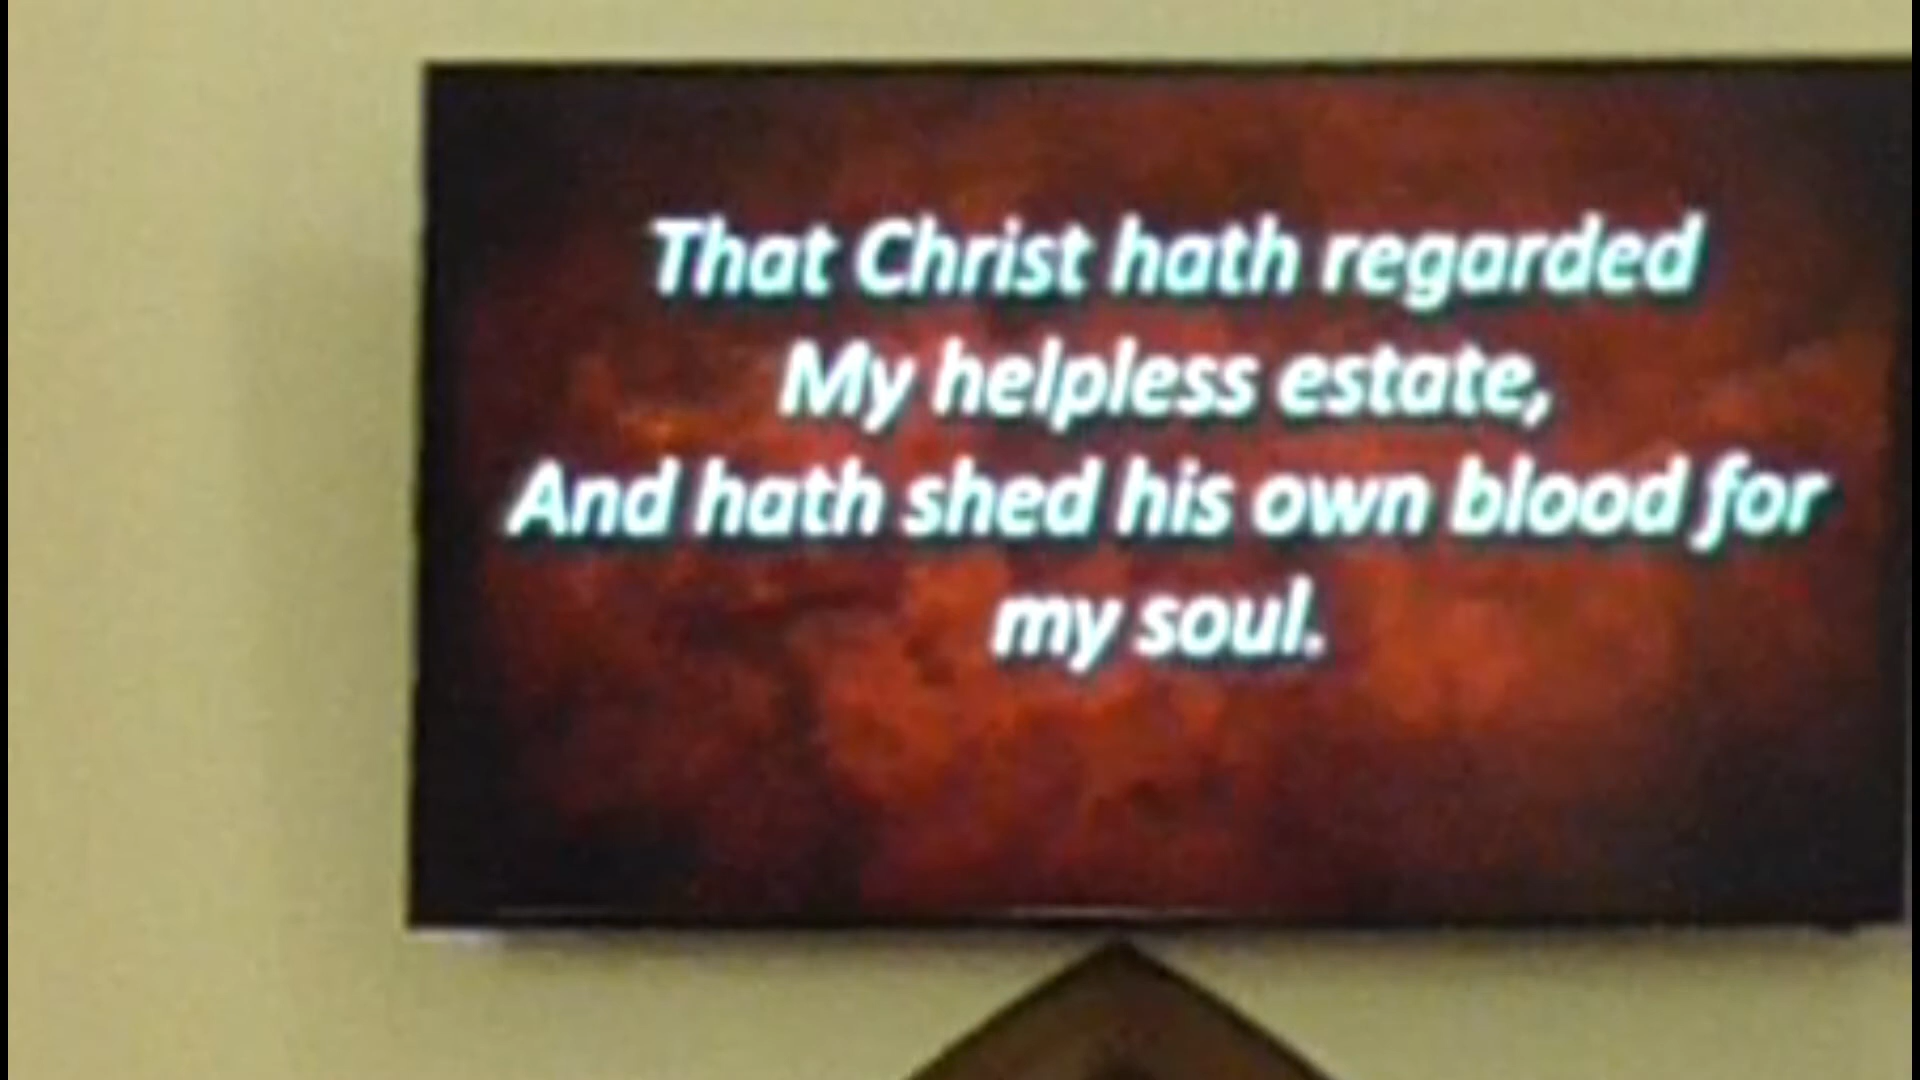 That Christ hath regarded
My helpless estate,
And hath shed his own blood for
my soul.